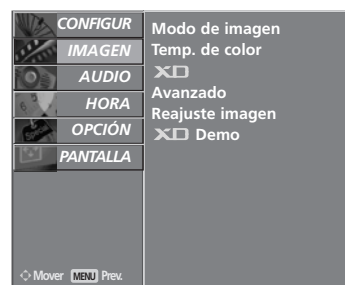 CONFIGUR
IMAGEN
AUDIO
HORA
OPCIÓN
PANTALLA
Mover MENU Prev.
Modo de imagen
Temp. de color
XD
Avanzado
Reajuste imagen
XD Demo